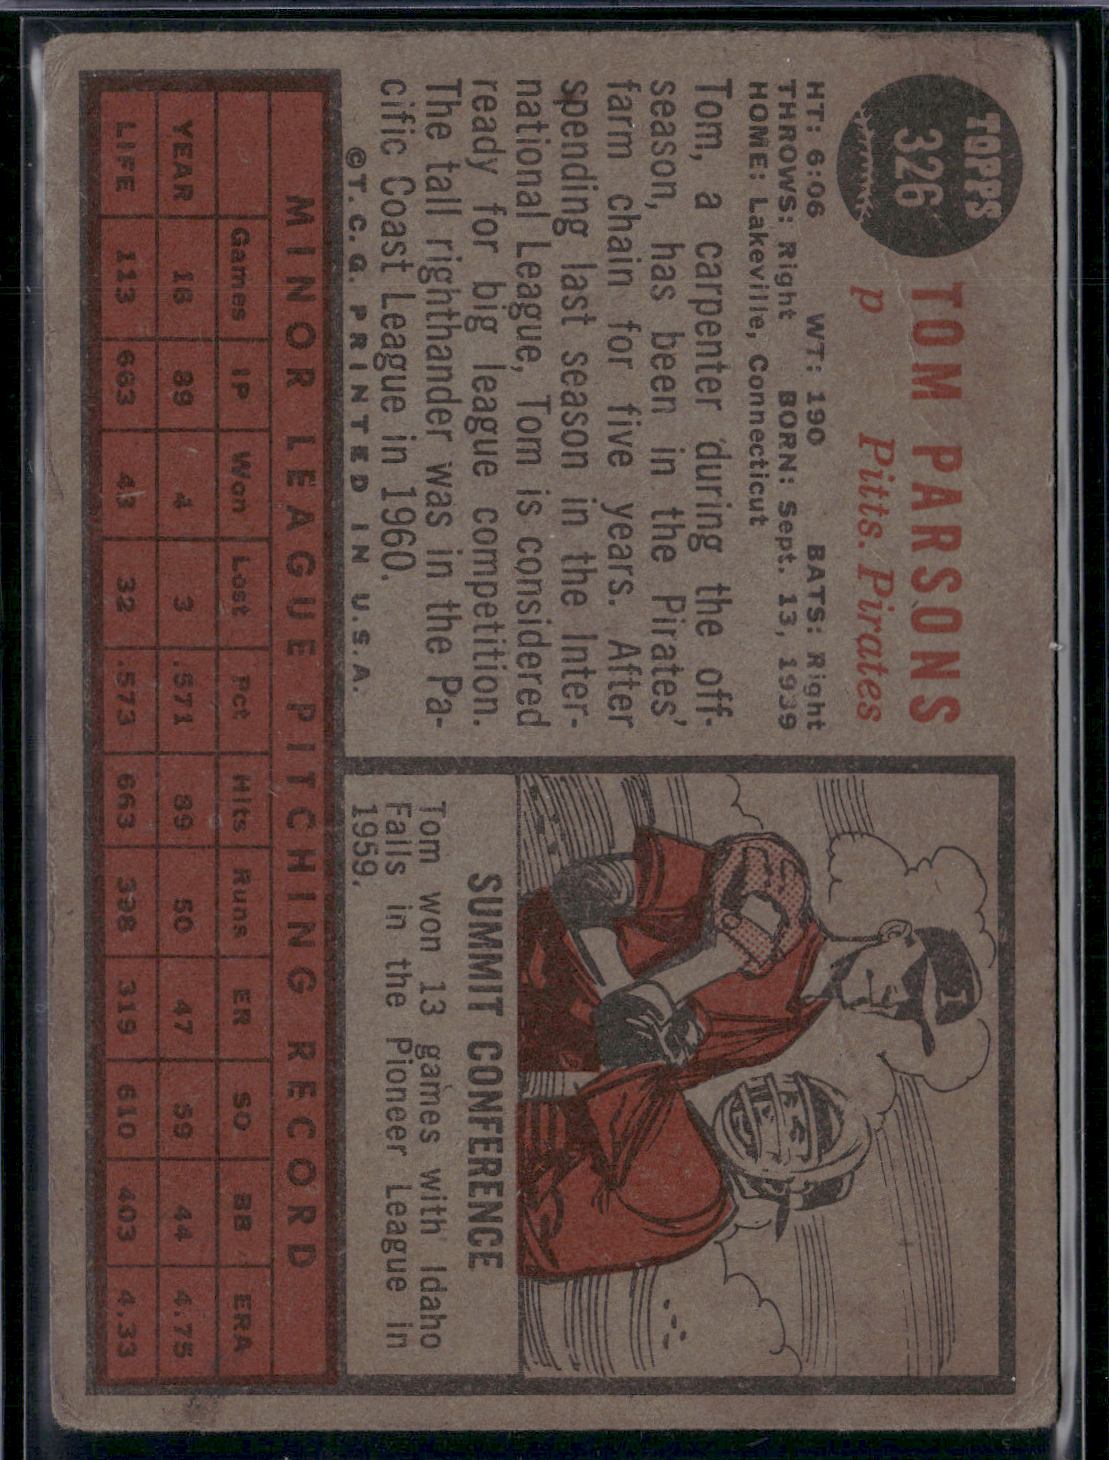 TOPPS
326
TOM PARSONS
p Pitts. Pirates
HT: 6:06 WT: 190 BATS: Right
THROWS: Right BORN: Sept. 13, 1939
HOME: Lakeville, Connecticut
Tom, a carpenter during the off-
season, has been in the Pirates'
farm chain for five years. After
spending last season in the Inter-
national League, Tom is considered
ready for big league competition.
The tall righthander was in the Pa-
cific Coast League in 1960.
©T.C.G. PRINTED IN U.S.A.
SUMMIT CONFERENCE
Tom won 13 games with Idaho
Falls in the Pioneer League in
1959.
MINOR LEAGUE PITCHING RECORD
Games IP Won Lost Pct Hits Runs ER SO BB ERA
YEAR 16 89 4 3 .571 89 50 47 59 44 4.75
LIFE 113 663 43 32 .573 663 398 319 610 403 4.33